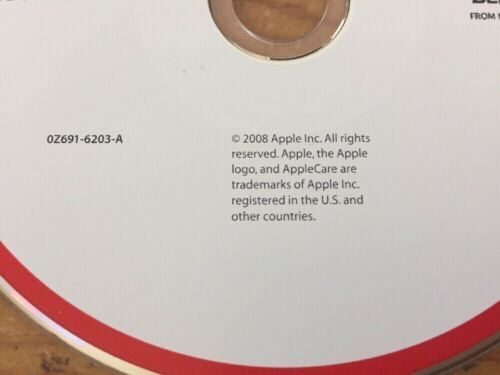 FROM
0Z691-6203-A
© 2008 Apple Inc. All rights
reserved. Apple, the Apple
logo, and AppleCare are
trademarks of Apple Inc.
registered in the U.S. and
other countries.